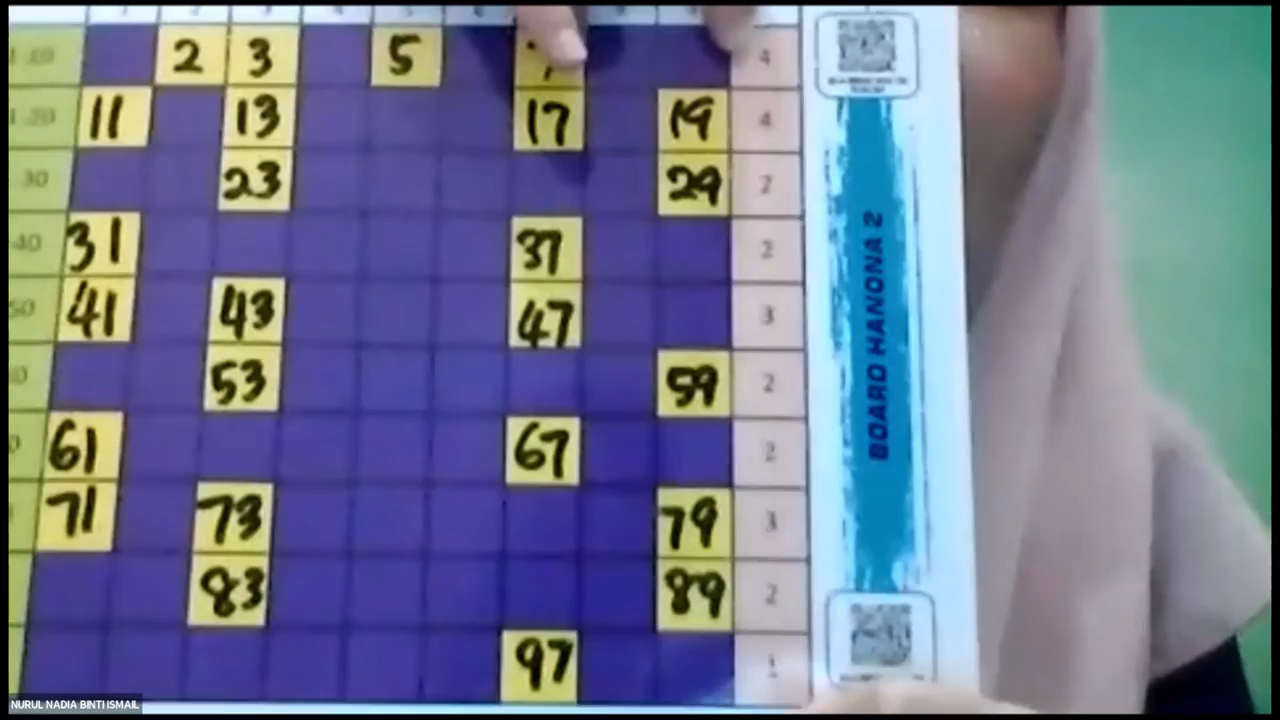 2 3 5 7 4
11 13 17 19 4
30 23 29 2
31 37 2
41 43 47 3
53 59 2
61 67 2
71 73 79 3
83 89 2
97 1
BOARD HANONA 2
NURUL NADIA BINTI ISMAIL